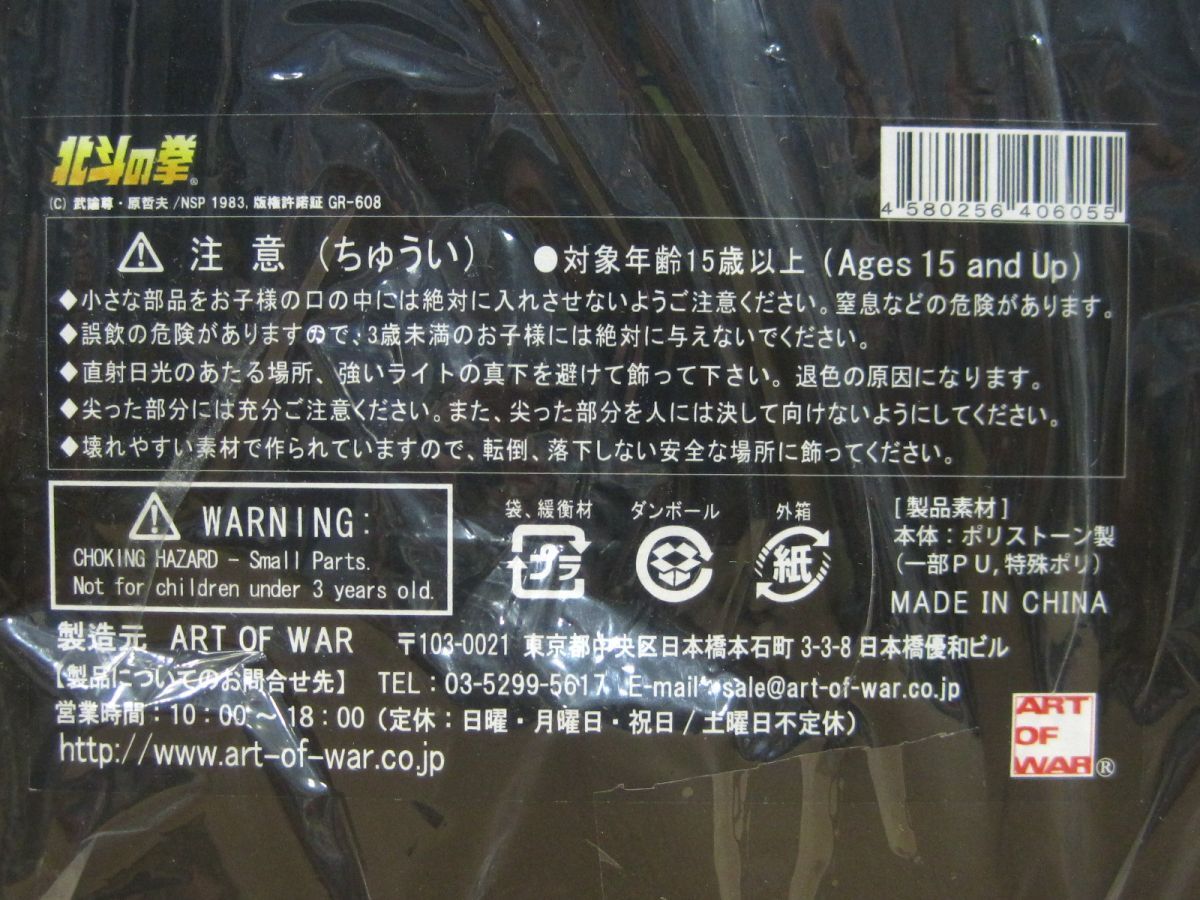 北斗の拳®
4 580256 406055
(C) 武論尊・原哲夫/NSP 1983, 版権許諾証 GR-608
⚠ 注意（ちゅうい） ●対象年齢15歳以上（Ages 15 and Up）
◆小さな部品をお子様の口の中には絶対に入れさせないようご注意ください。窒息などの危険があります。
◆誤飲の危険がありますので、3歳未満のお子様には絶対に与えないでください。
◆直射日光のあたる場所、強いライトの真下を避けて飾って下さい。退色の原因になります。
◆尖った部分には充分ご注意ください。また、尖った部分を人には決して向けないようにしてください。
◆壊れやすい素材で作られていますので、転倒、落下しない安全な場所に飾ってください。
⚠ WARNING:
CHOKING HAZARD - Small Parts.
Not for children under 3 years old.
袋、緩衝材
プラ
ダンボール
外箱
紙
[製品素材]
本体：ポリストーン製
(一部PU,特殊ポリ)
MADE IN CHINA
製造元 ART OF WAR 〒103-0021 東京都中央区日本橋本石町 3-3-8 日本橋優和ビル
【製品についてのお問合せ先】 TEL：03-5299-5617 E-mail：sale@art-of-war.co.jp
営業時間：10：00～18：00（定休：日曜・月曜日・祝日/土曜日不定休）
http://www.art-of-war.co.jp
ART
OF
WAR®